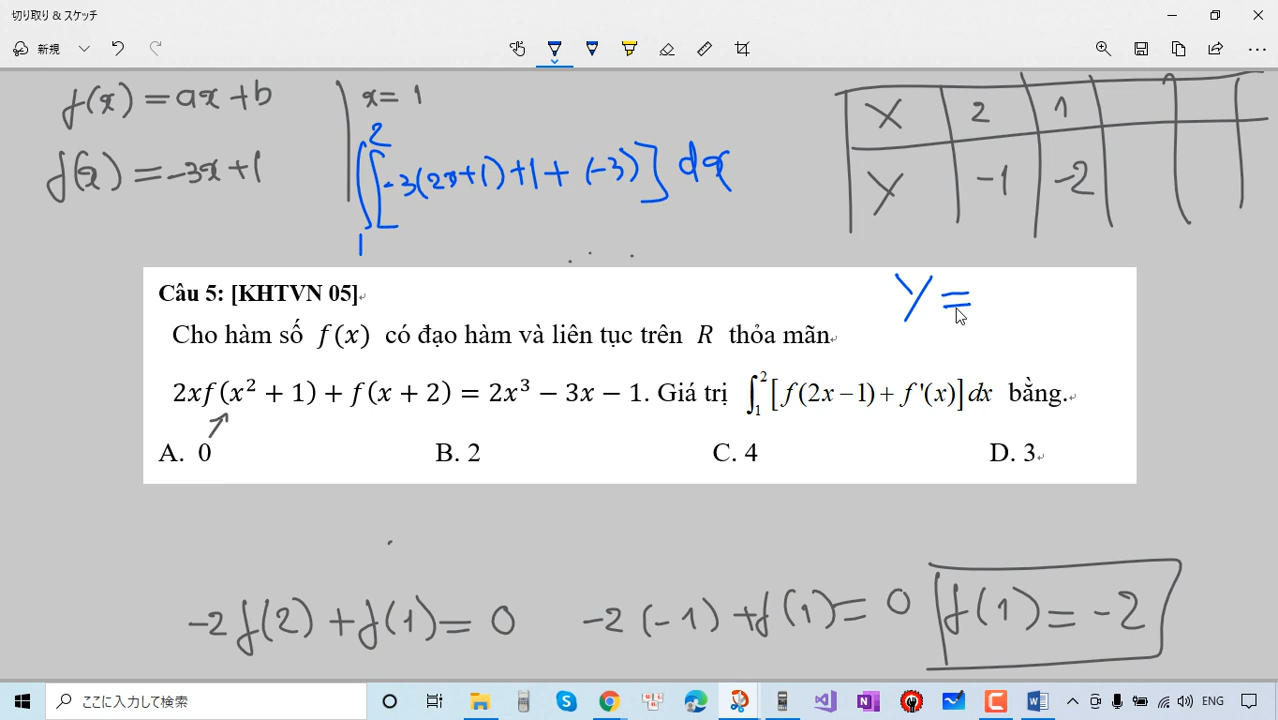 切り取り & スケッチ
新規
f(x) = ax + b
x = 1
X 2 1
f(x) = -3x + 1
∫₁² [-3(2x+1)+1+(-3)] dx
Y -1 -2
Câu 5: [KHTVN 05]
Y =
Cho hàm số f(x) có đạo hàm và liên tục trên R thỏa mãn
2xf(x² + 1) + f(x + 2) = 2x³ − 3x − 1. Giá trị ∫₁² [f(2x−1)+ f'(x)]dx bằng.
A. 0 B. 2 C. 4 D. 3
-2f(2) + f(1) = 0 -2(-1) + f(1) = 0 f(1) = -2
ここに入力して検索
ENG